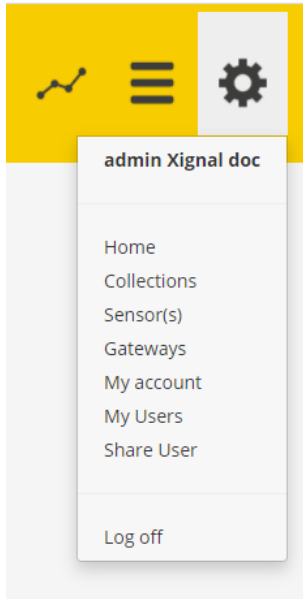 admin Xignal doc
Home
Collections
Sensor(s)
Gateways
My account
My Users
Share User
Log off